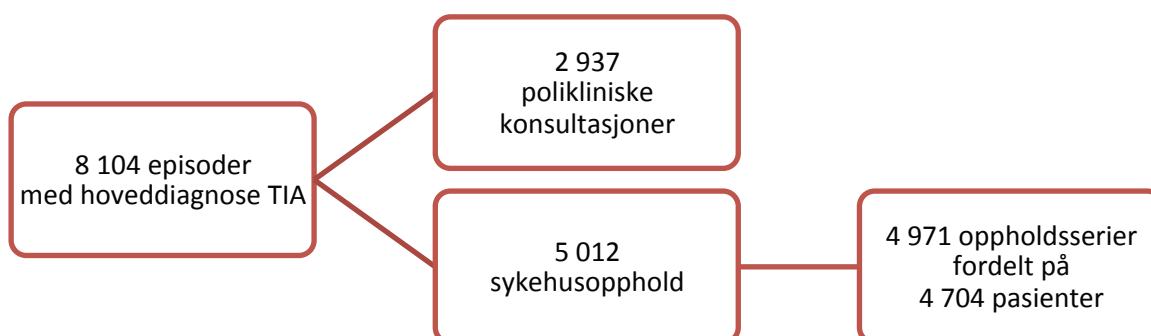 8 104 episoder
med hoveddiagnose TIA
2 937
polikliniske
konsultasjoner
5 012
sykehusopphold
4 971 oppholdsserier
fordelt på
4 704 pasienter